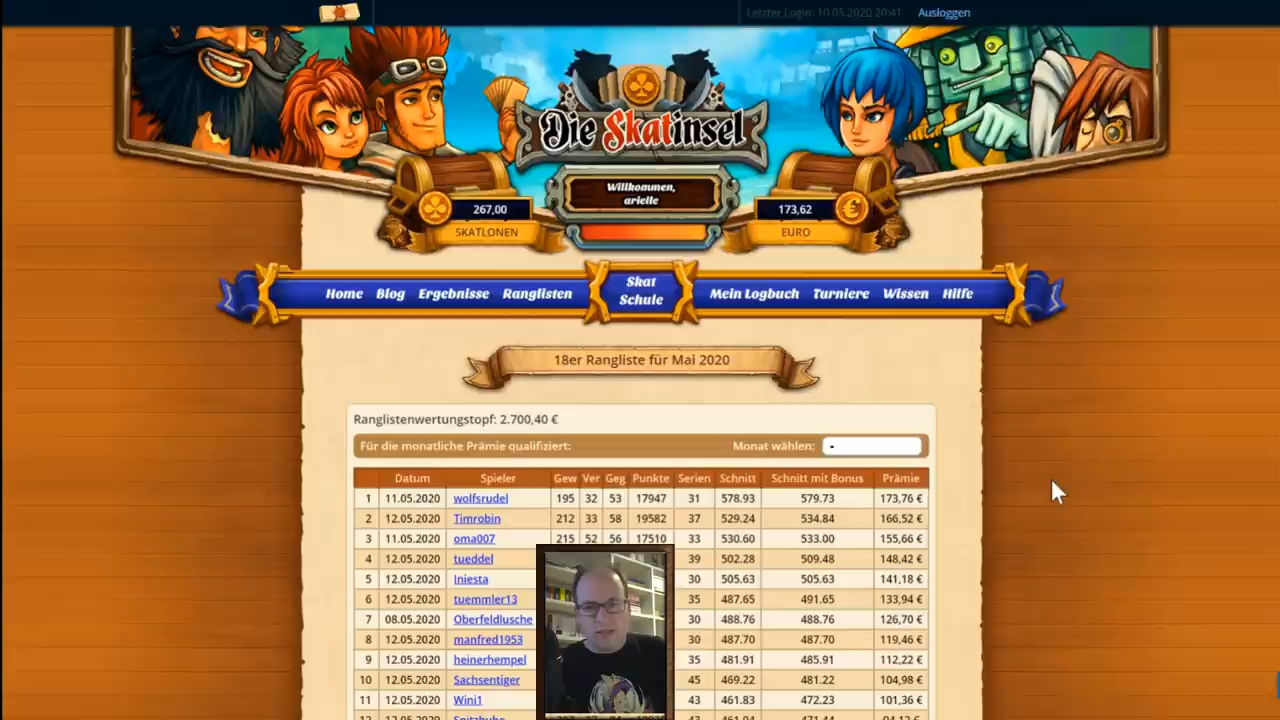 Letzter Login: 10.05.2020 20:41 Ausloggen
Die Skatinsel
Willkommen,
arielle
267,00
SKATLONEN
173,62
EURO
Home Blog Ergebnisse Ranglisten Skat Schule Mein Logbuch Turniere Wissen Hilfe
18er Rangliste für Mai 2020
Ranglistenwertungstopf: 2.700,40 €
Für die monatliche Prämie qualifiziert: Monat wählen: -
Datum Spieler Gew Ver Geg Punkte Serien Schnitt Schnitt mit Bonus Prämie
1 11.05.2020 wolfsrudel 195 32 53 17947 31 578.93 579.73 173,76 €
2 12.05.2020 Timrobin 212 33 58 19582 37 529.24 534.84 166,52 €
3 11.05.2020 oma007 215 52 56 17510 33 530.60 533.00 155,66 €
4 12.05.2020 tueddel 39 502.28 509.48 148,42 €
5 12.05.2020 Iniesta 30 505.63 505.63 141,18 €
6 12.05.2020 tuemmler13 35 487.65 491.65 133,94 €
7 08.05.2020 Oberfeldlusche 30 488.76 488.76 126,70 €
8 12.05.2020 manfred1953 30 487.70 487.70 119,46 €
9 12.05.2020 heinerhempel 35 481.91 485.91 112,22 €
10 12.05.2020 Sachsentiger 45 469.22 481.22 104,98 €
11 12.05.2020 Wini1 43 461.83 472.23 101,36 €